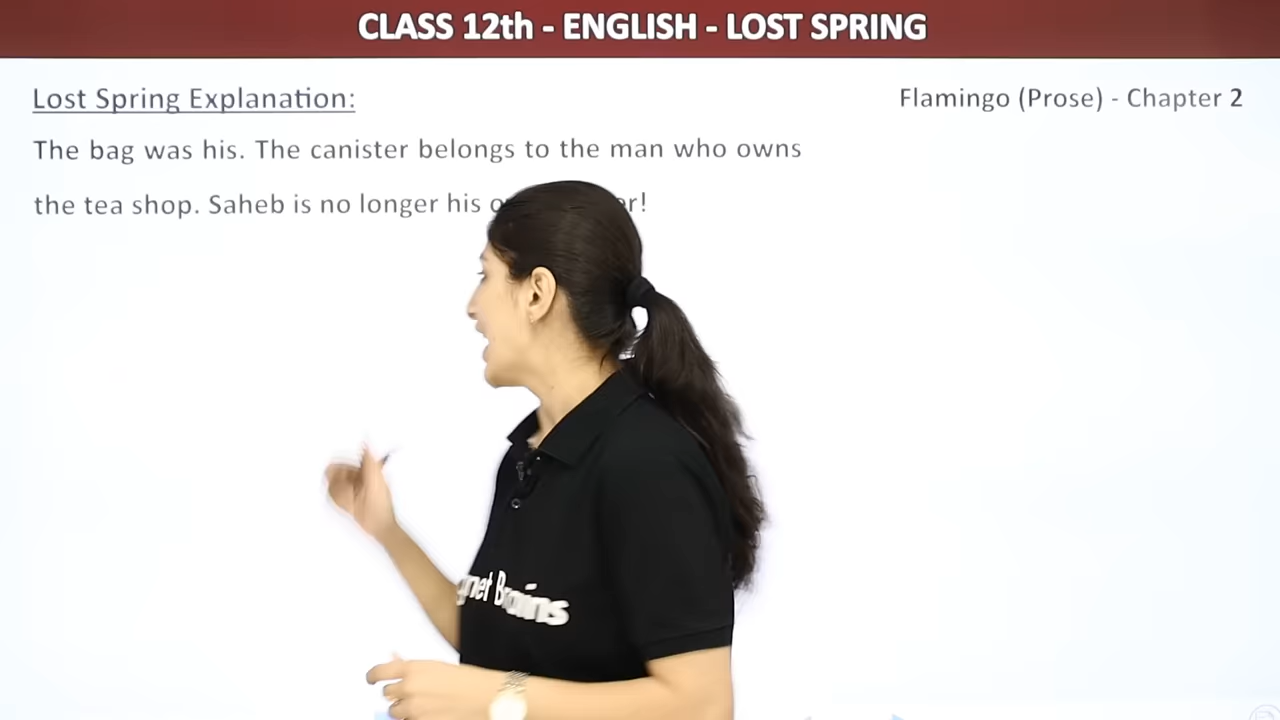 CLASS 12th - ENGLISH - LOST SPRING
Lost Spring Explanation:
Flamingo (Prose) - Chapter 2
The bag was his. The canister belongs to the man who owns
the tea shop. Saheb is no longer his
Brains